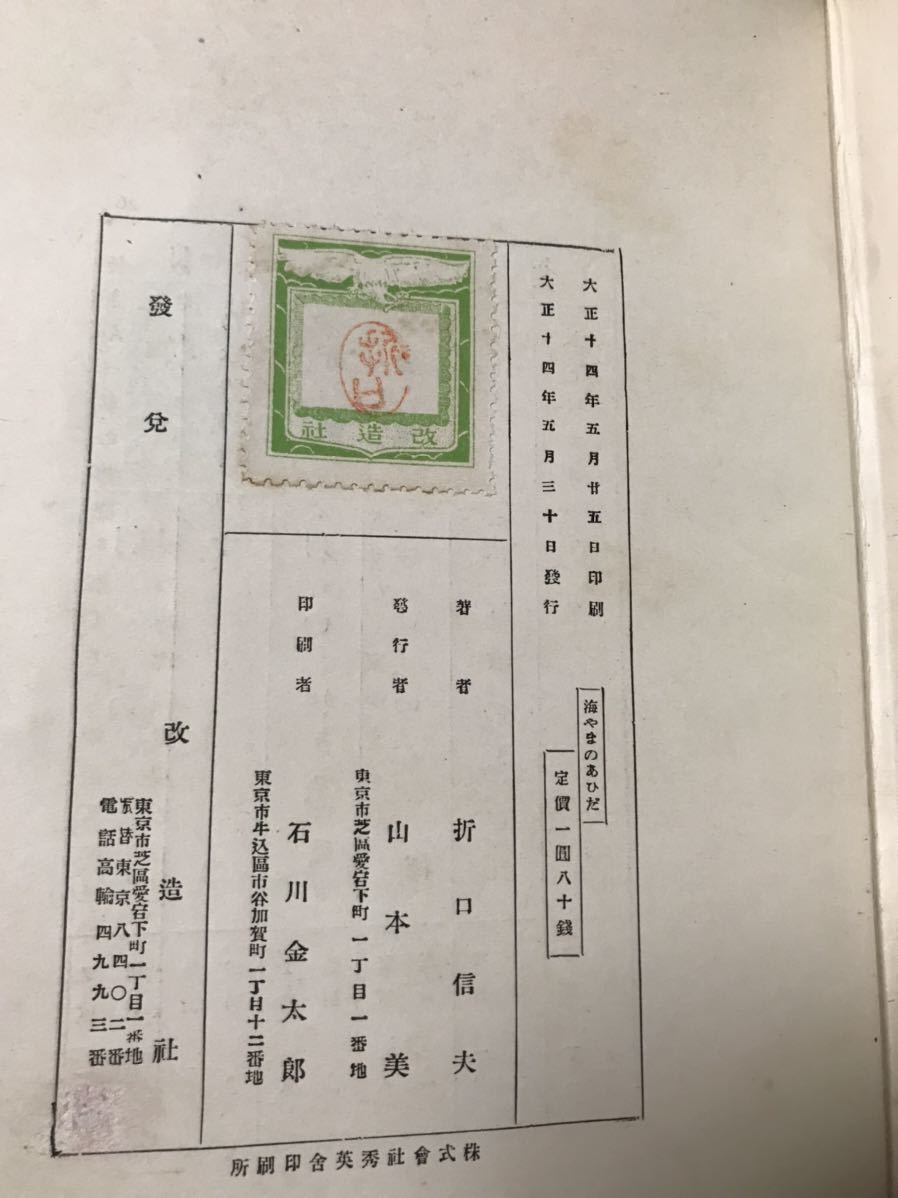 大正十四年五月廿五日印刷
大正十四年五月三十日發行
海やまのあひだ
定價一圓八十錢
改造社
著者 折口信夫
發行者 山本美
東京市芝區愛宕下町一丁目一番地
印刷者 石川金太郎
東京市牛込區市谷加賀町一丁目十二番地
發兌 改造社
東京市芝區愛宕下町一丁目一番地
振替東京八四〇二番
電話高輪四九九三番
株式會社秀英舍印刷所